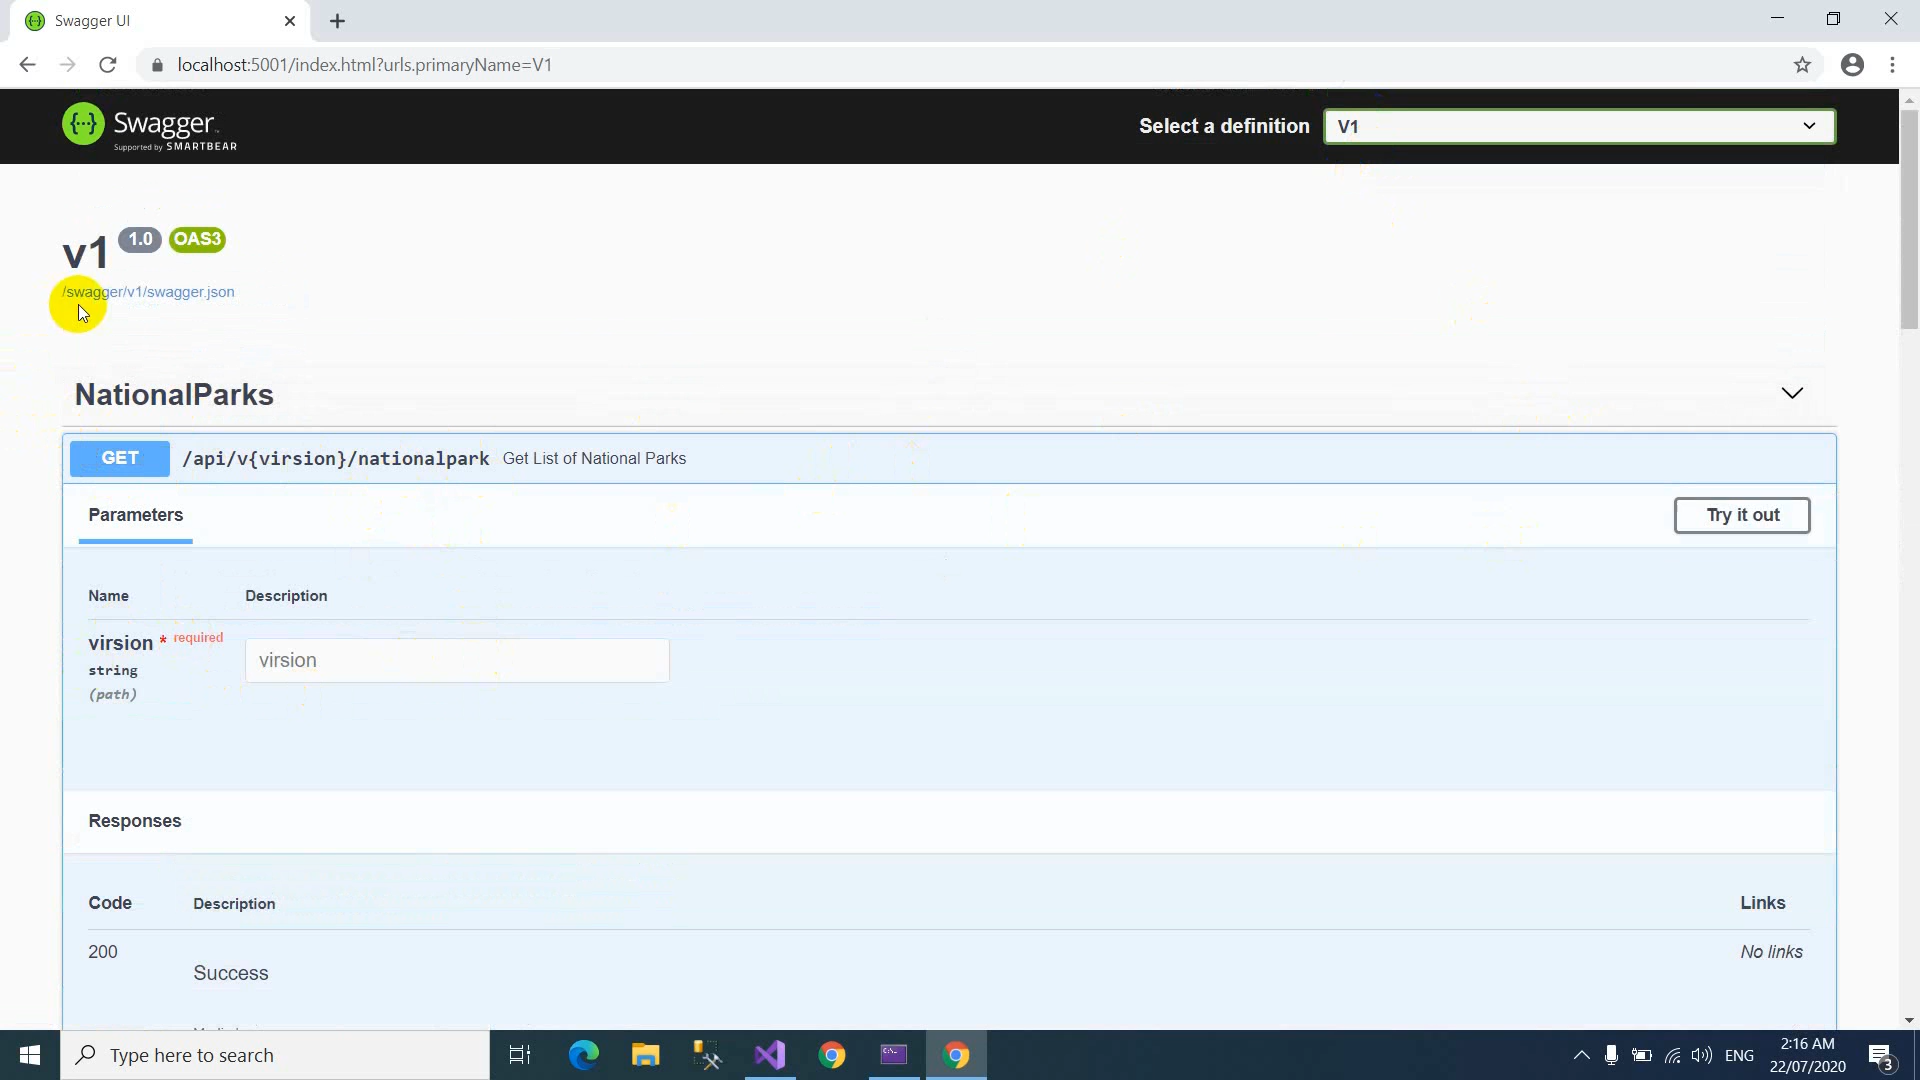 Swagger UI
localhost:5001/index.html?urls.primaryName=V1
Swagger
Supported by SMARTBEAR
Select a definition
V1
v1 1.0 OAS3
/swagger/v1/swagger.json
NationalParks
GET /api/v{virsion}/nationalpark Get List of National Parks
Parameters
Try it out
Name Description
virsion * required
string
(path)
virsion
Responses
Code Description Links
200 No links
Success
Type here to search
ENG
2:16 AM
22/07/2020
3